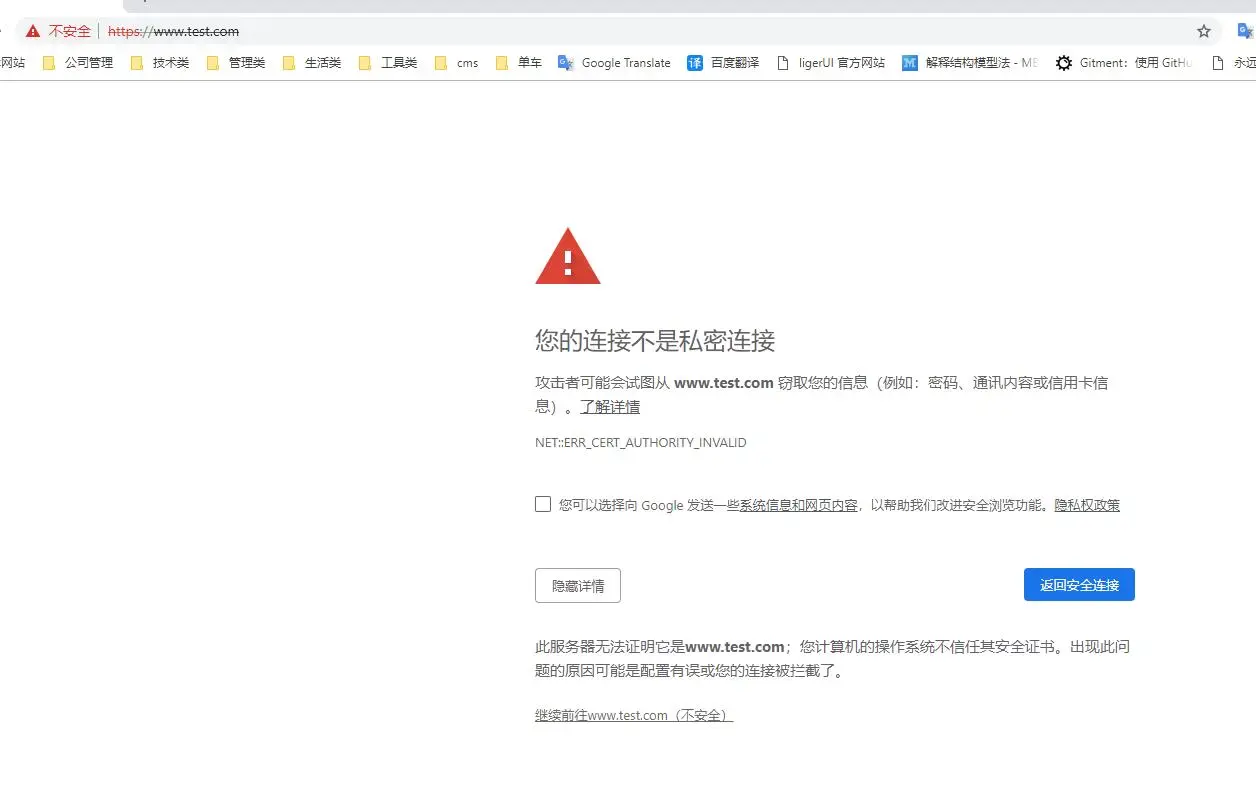 不安全 https://www.test.com
网站 公司管理 技术类 管理类 生活类 工具类 cms 单车 Google Translate 译 百度翻译 ligerUI 官方网站 M 解释结构模型法 - ME Gitment：使用 GitHu 永远
您的连接不是私密连接
攻击者可能会试图从 www.test.com 窃取您的信息（例如：密码、通讯内容或信用卡信
息）。了解详情
NET::ERR_CERT_AUTHORITY_INVALID
您可以选择向 Google 发送一些系统信息和网页内容，以帮助我们改进安全浏览功能。隐私权政策
隐藏详情 返回安全连接
此服务器无法证明它是www.test.com；您计算机的操作系统不信任其安全证书。出现此问
题的原因可能是配置有误或您的连接被拦截了。
继续前往www.test.com（不安全）